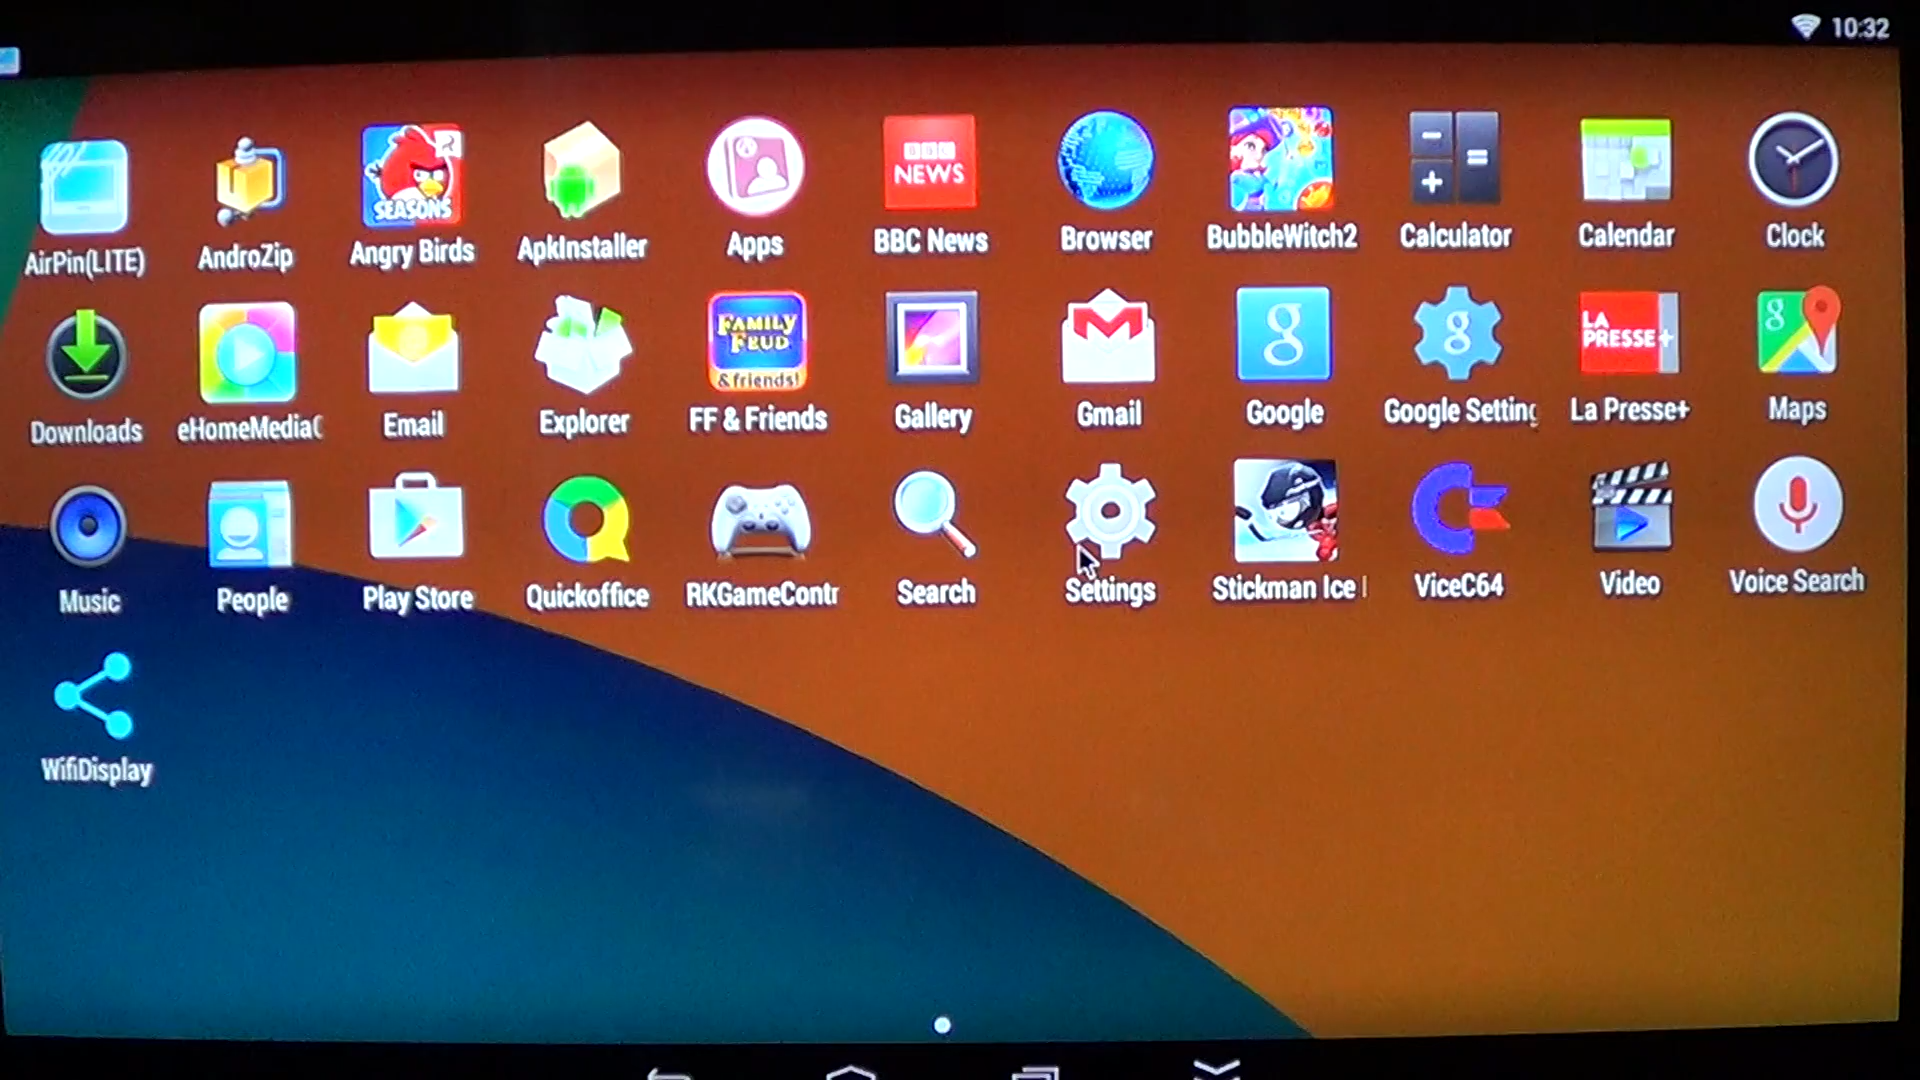 10:32
SEASONS
BBC
NEWS
AirPin(LITE) AndroZip Angry Birds ApkInstaller Apps BBC News Browser BubbleWitch2 Calculator Calendar Clock
FAMILY
FEUD
& friends!
g
g
LA
PRESSE+
g
Downloads eHomeMediaC Email Explorer FF & Friends Gallery Gmail Google Google Setting La Presse+ Maps
Music People Play Store Quickoffice RKGameContr Search Settings Stickman Ice ViceC64 Video Voice Search
WifiDisplay